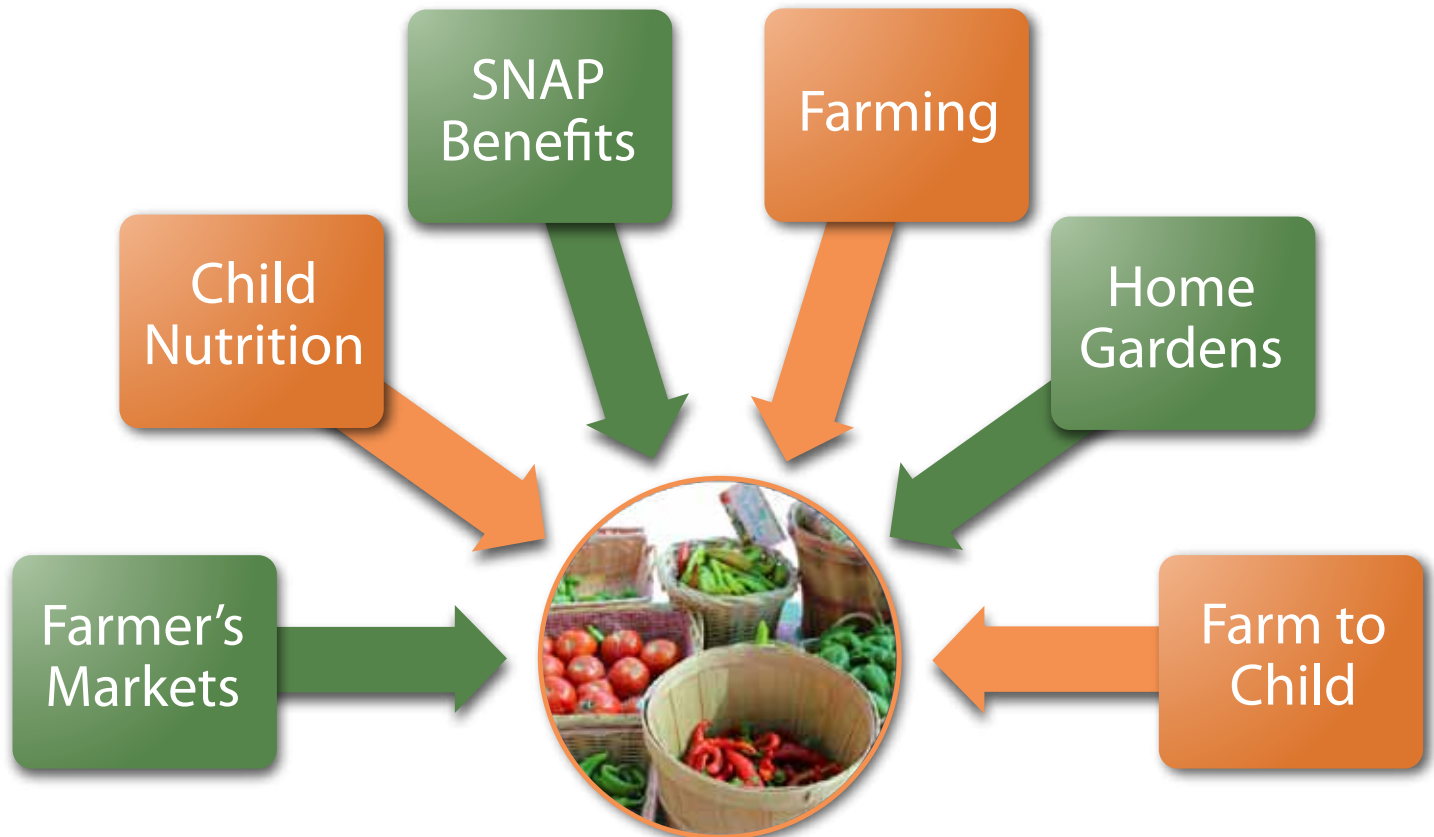 SNAP
Benefits
Farming
Child
Nutrition
Home
Gardens
Farmer’s
Markets
Farm to
Child